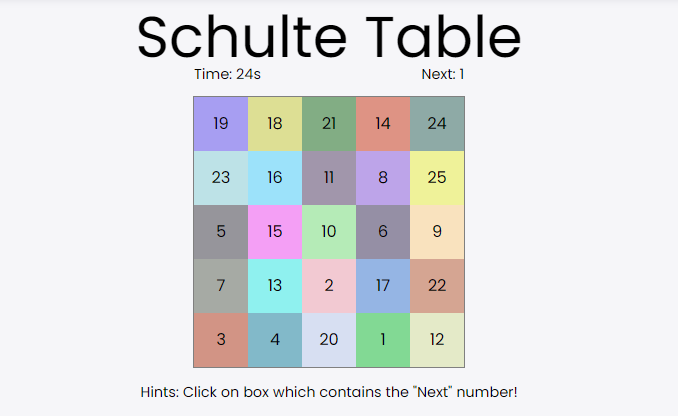 Schulte Table
Time: 24s Next: 1
19 18 21 14 24
23 16 11 8 25
5 15 10 6 9
7 13 2 17 22
3 4 20 1 12
Hints: Click on box which contains the "Next" number!